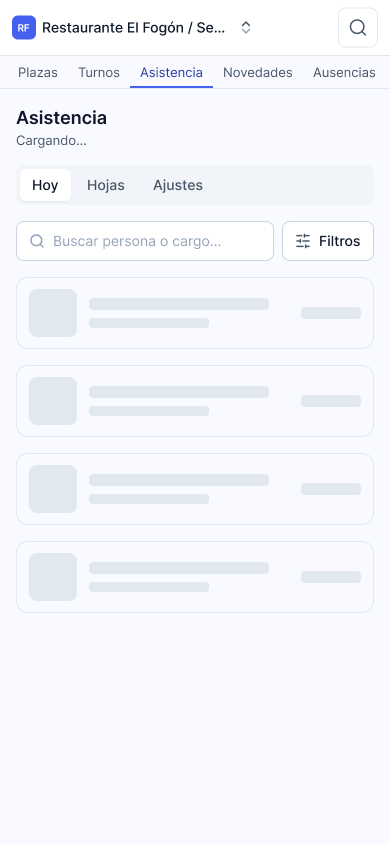 RF Restaurante El Fogón / Se...
Plazas Turnos Asistencia Novedades Ausencias
Asistencia
Cargando...
Hoy Hojas Ajustes
Buscar persona o cargo... Filtros